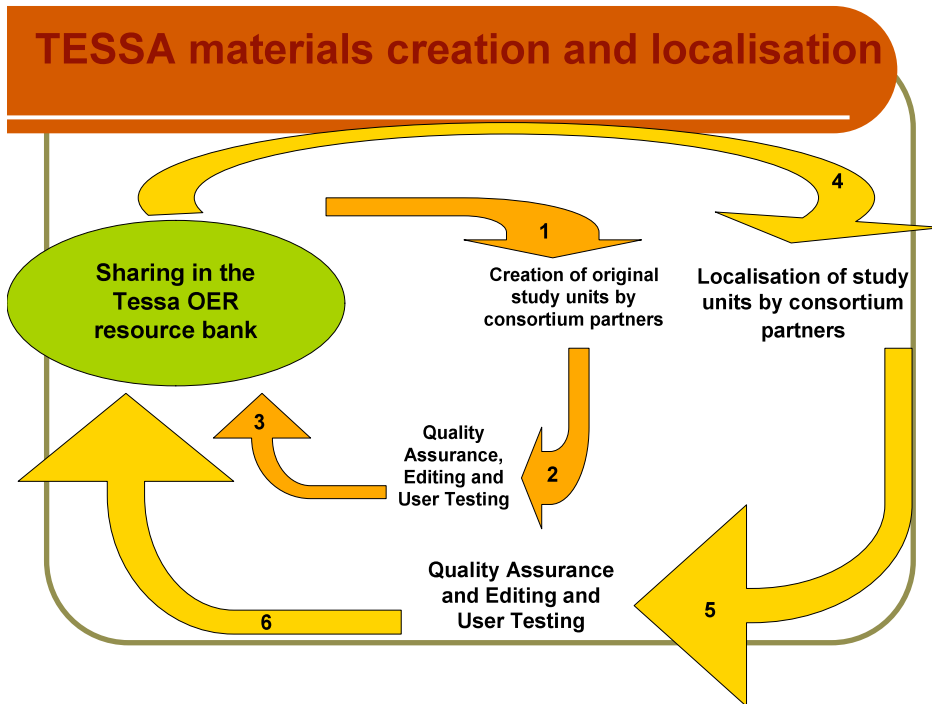 TESSA materials creation and localisation
4
1
Sharing in the
Tessa OER
resource bank
Creation of original
study units by
consortium partners
Localisation of study
units by consortium
partners
3
Quality
Assurance,
Editing and
User Testing
2
Quality Assurance
and Editing and
User Testing
5
6